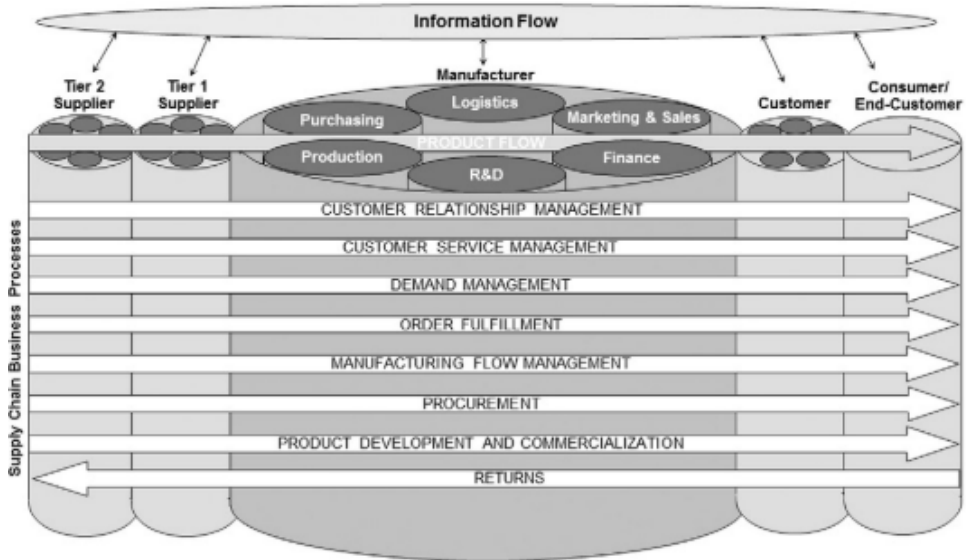 Information Flow
Tier 2
Supplier
Tier 1
Supplier
Manufacturer
Customer
Consumer/
End-Customer
Purchasing
Logistics
Marketing & Sales
PRODUCT FLOW
Production
R&D
Finance
Supply Chain Business Processes
CUSTOMER RELATIONSHIP MANAGEMENT
CUSTOMER SERVICE MANAGEMENT
DEMAND MANAGEMENT
ORDER FULFILLMENT
MANUFACTURING FLOW MANAGEMENT
PROCUREMENT
PRODUCT DEVELOPMENT AND COMMERCIALIZATION
RETURNS